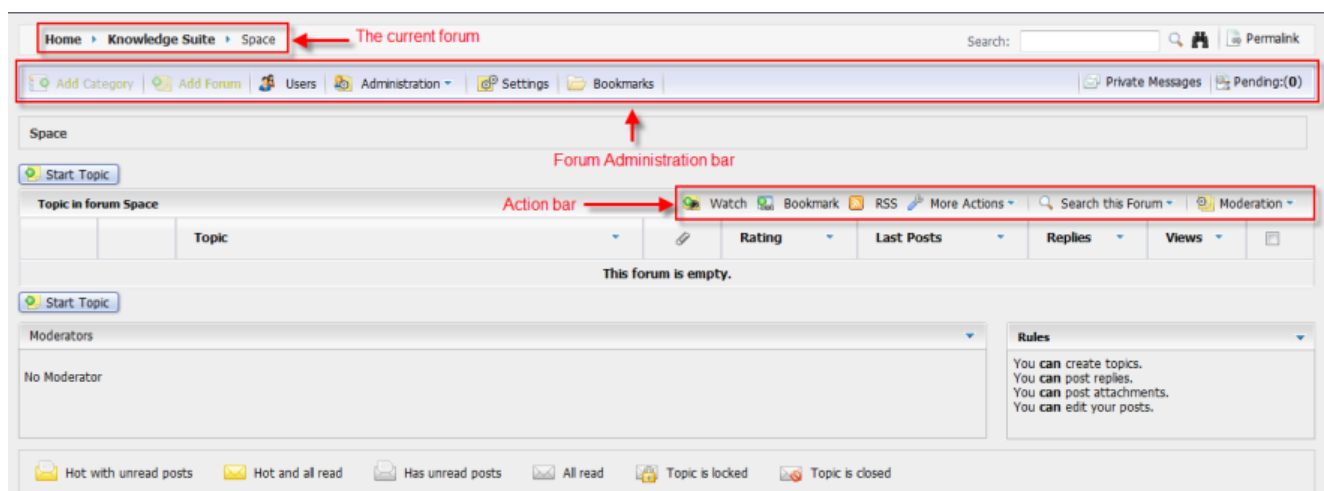 Home Knowledge Suite Space The current forum Search: Permalink
Add Category Add Forum Users Administration Settings Bookmarks Private Messages Pending:(0)
Space
Forum Administration bar
Start Topic
Topic in forum Space Action bar Watch Bookmark RSS More Actions Search this Forum Moderation
Topic Rating Last Posts Replies Views
This forum is empty.
Start Topic
Moderators
No Moderator
Rules
You can create topics.
You can post replies.
You can post attachments.
You can edit your posts.
Hot with unread posts Hot and all read Has unread posts All read Topic is locked Topic is closed